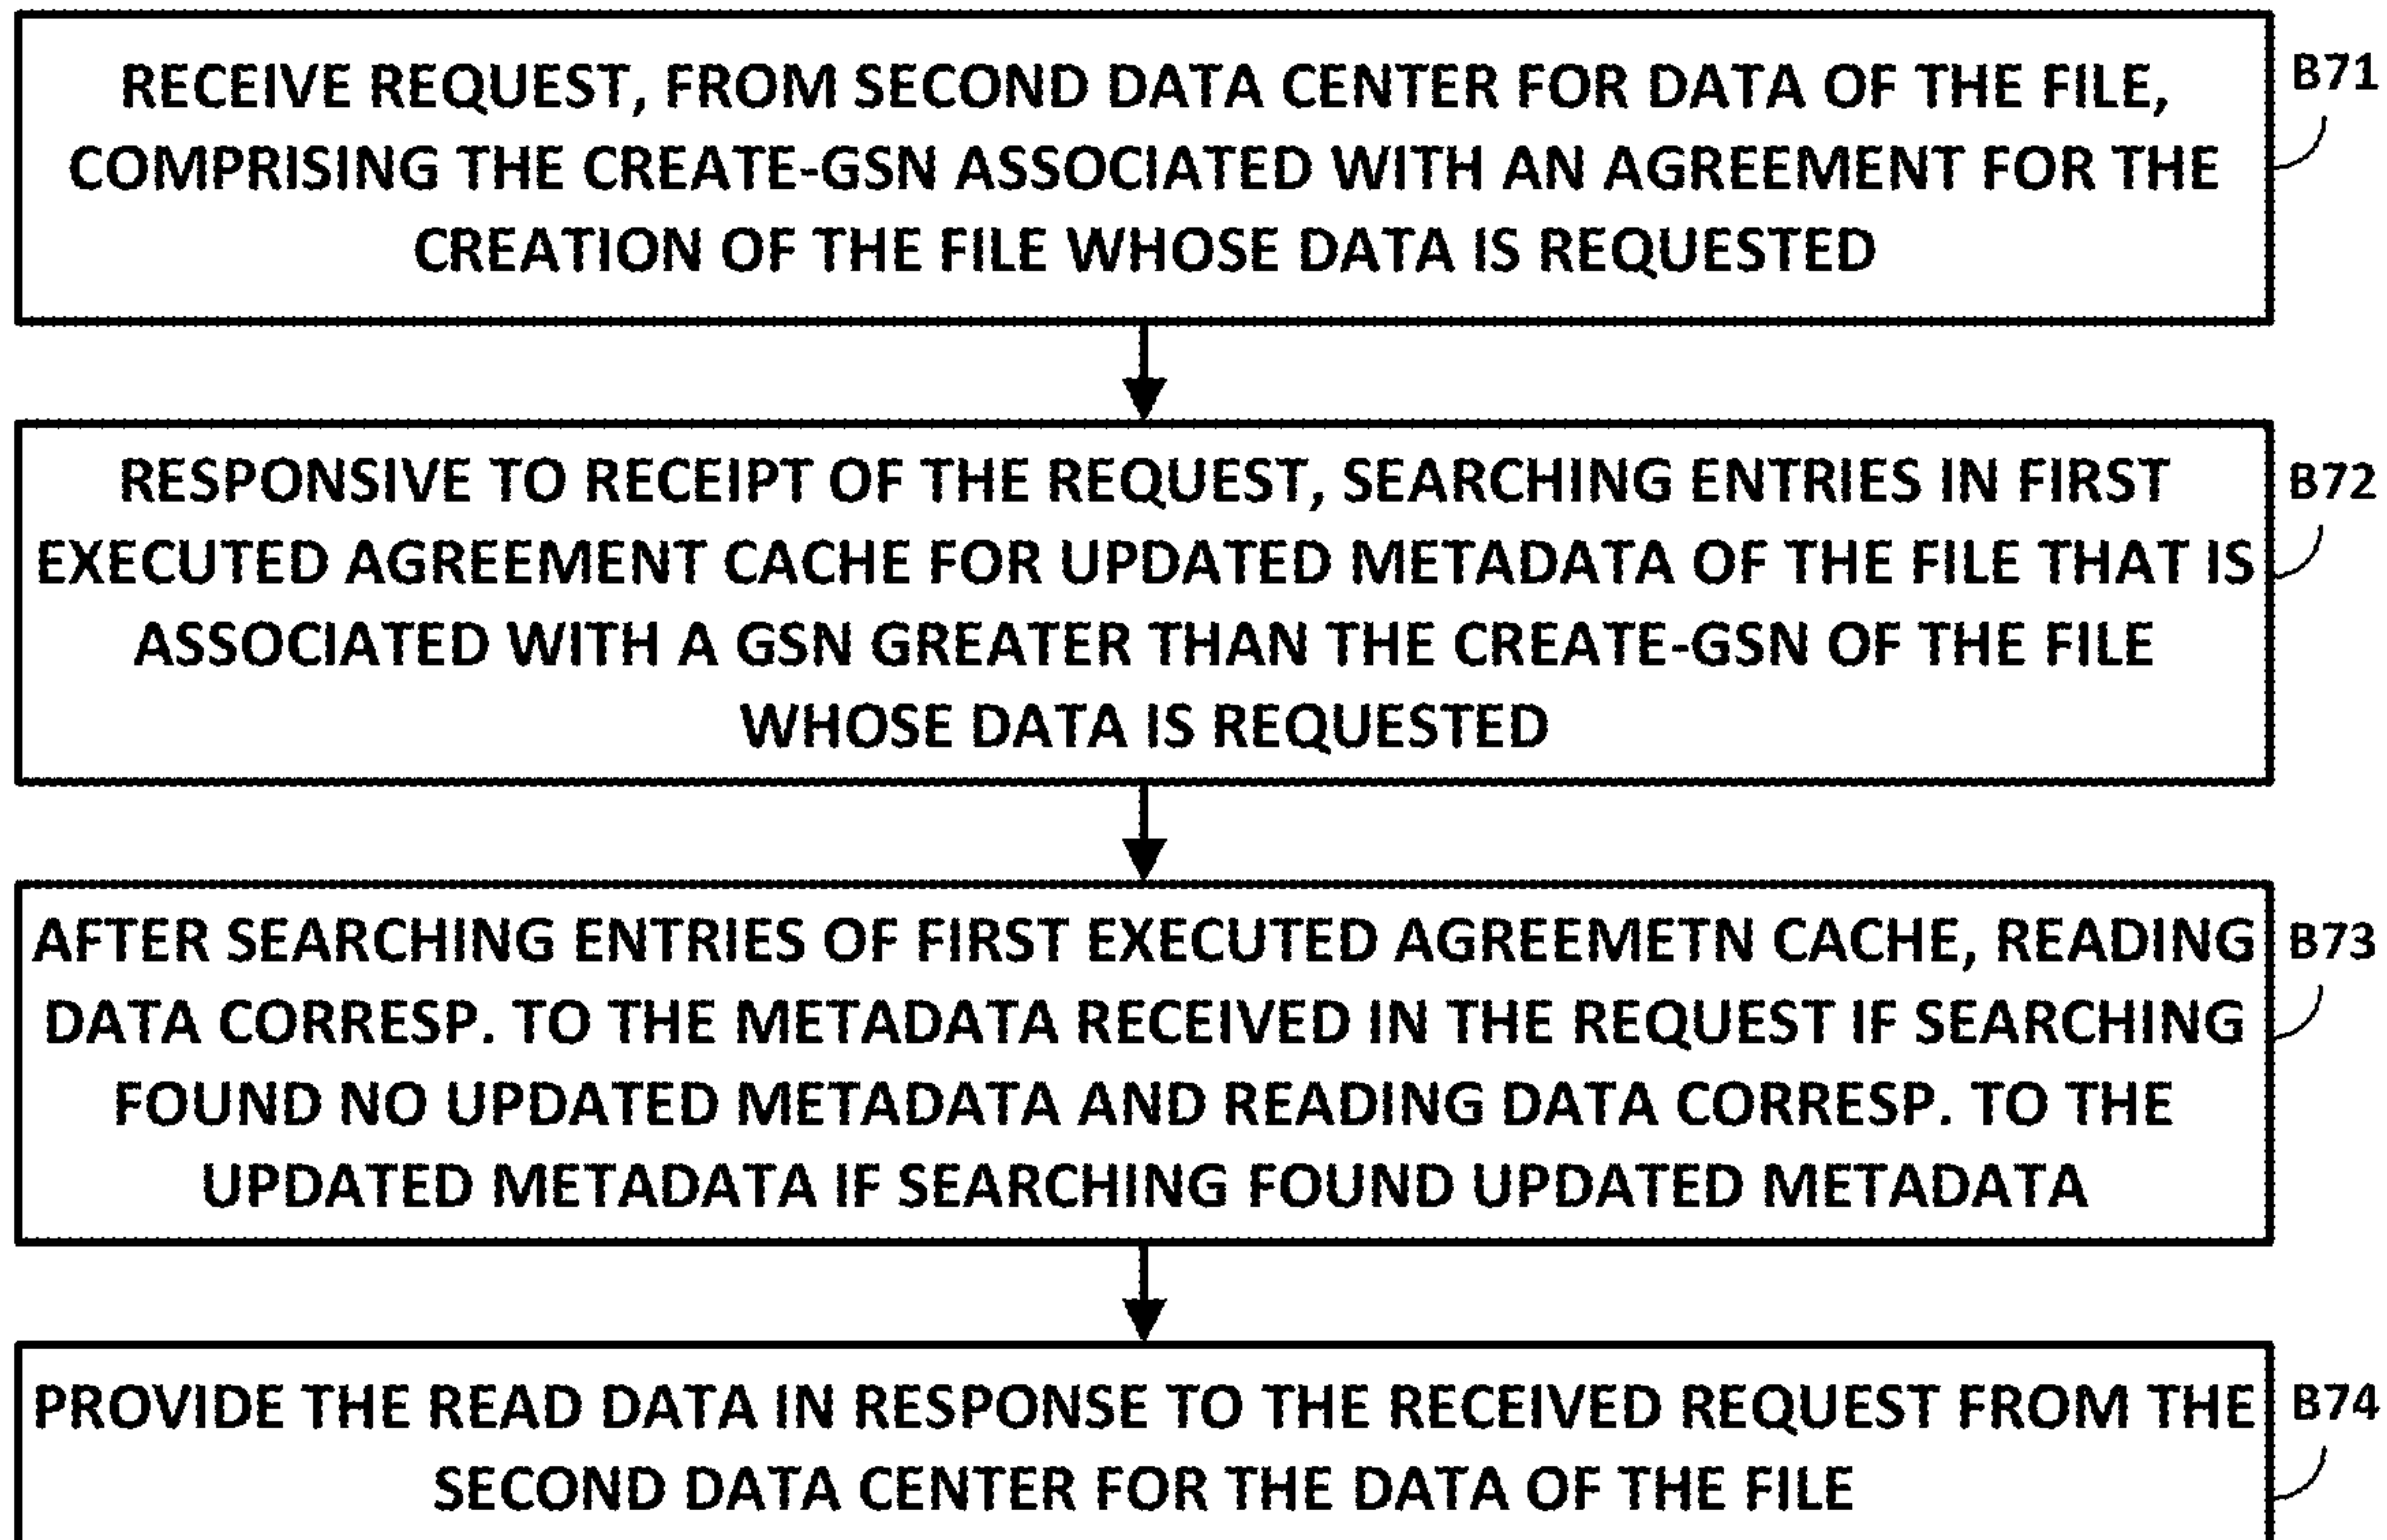 RECEIVE REQUEST, FROM SECOND DATA CENTER FOR DATA OF THE FILE,
COMPRISING THE CREATE-GSN ASSOCIATED WITH AN AGREEMENT FOR THE
CREATION OF THE FILE WHOSE DATA IS REQUESTED
B71
RESPONSIVE TO RECEIPT OF THE REQUEST, SEARCHING ENTRIES IN FIRST
EXECUTED AGREEMENT CACHE FOR UPDATED METADATA OF THE FILE THAT IS
ASSOCIATED WITH A GSN GREATER THAN THE CREATE-GSN OF THE FILE
WHOSE DATA IS REQUESTED
B72
AFTER SEARCHING ENTRIES OF FIRST EXECUTED AGREEMETN CACHE, READING
DATA CORRESP. TO THE METADATA RECEIVED IN THE REQUEST IF SEARCHING
FOUND NO UPDATED METADATA AND READING DATA CORRESP. TO THE
UPDATED METADATA IF SEARCHING FOUND UPDATED METADATA
B73
PROVIDE THE READ DATA IN RESPONSE TO THE RECEIVED REQUEST FROM THE
SECOND DATA CENTER FOR THE DATA OF THE FILE
B74